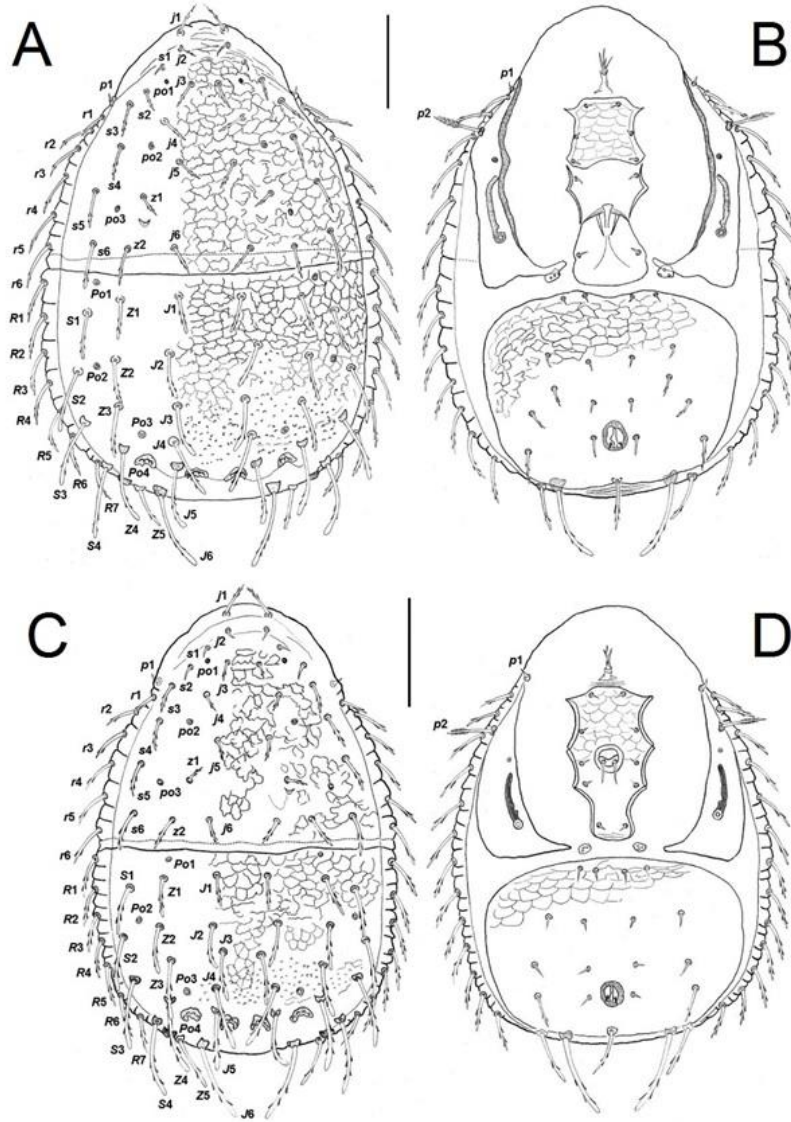 A
j1
s1
j2
j3
p1
po1
r1
s2
r2
s3
j4
po2
r3
s4
j5
z1
r4
po3
s5
j6
r5
s6
z2
r6
Po1
R1
S1
Z1
J1
R2
Po2
Z2
J2
R3
S2
R4
Z3
J3
R5
Po3
J4
S3
R6
Po4
R7
S4
Z4
Z5
J5
J6
B
p1
p2
C
j1
j2
s1
p1
po1
r1
s2
j3
r2
s3
j4
r3
s4
po2
z1
j5
r4
s5
po3
r5
s6
z2
j6
r6
Po1
R1
S1
Z1
J1
R2
Po2
R3
S2
Z2
J2
J3
R4
R5
Z3
Po3
J4
R6
S3
R7
Po4
S4
Z4
Z5
J5
J6
D
p1
p2